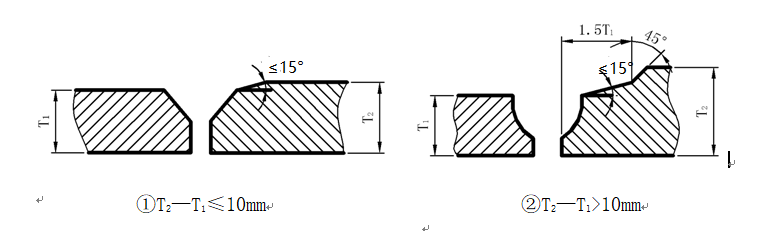 1.5T₁
45°
≤15°
≤15°
T₁
T₂
T₁
T₂
①T₂—T₁≤10mm
②T₂—T₁>10mm